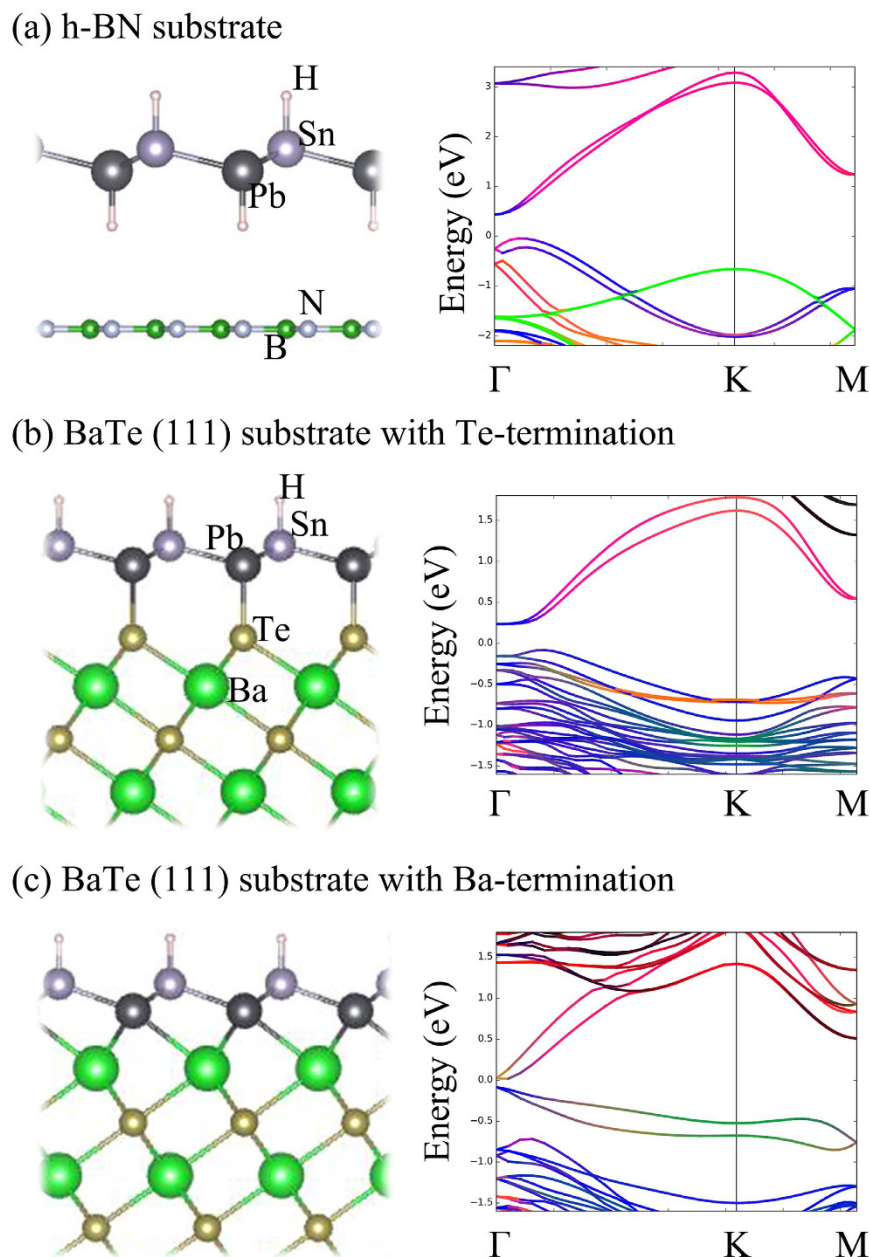 (a) h-BN substrate
H
Sn
Pb
N
B
Energy (eV)
3
2
1
0
−1
−2
Γ K M
(b) BaTe (111) substrate with Te-termination
H
Sn
Pb
Te
Ba
Energy (eV)
1.5
1.0
0.5
0.0
−0.5
−1.0
−1.5
Γ K M
(c) BaTe (111) substrate with Ba-termination
Energy (eV)
1.5
1.0
0.5
0.0
−0.5
−1.0
−1.5
Γ K M